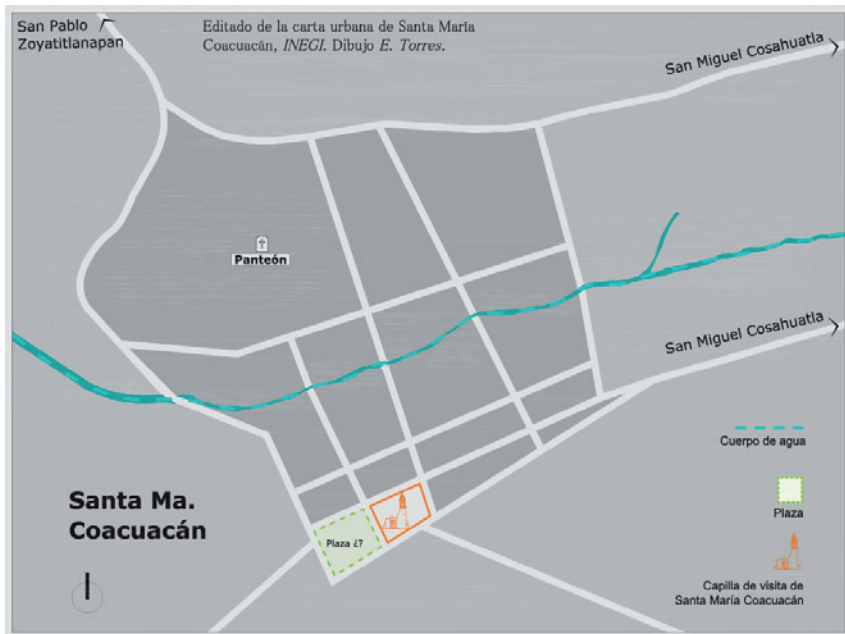 San Pablo
Zoyatitlanapan
Editado de la carta urbana de Santa María
Coacuacán, INEGI. Dibujo E. Torres.
San Miguel Cosahuatla
Panteón
San Miguel Cosahuatla
Cuerpo de agua
Plaza
Santa Ma.
Coacuacán
Plaza ¿?
Capilla de visita de
Santa María Coacuacán